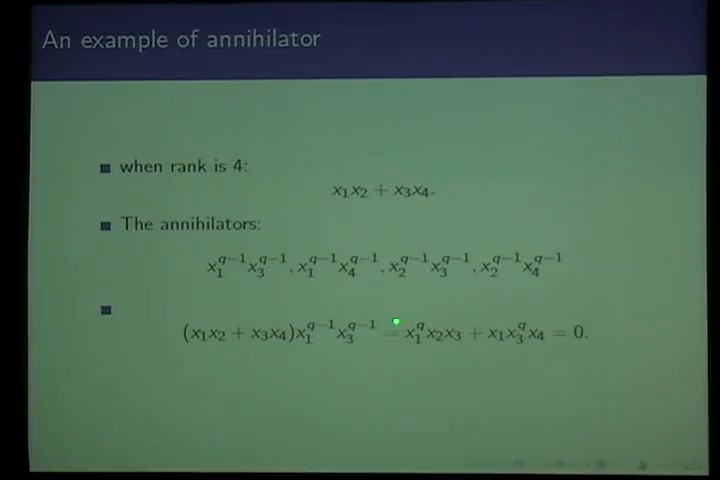 An example of annihilator
when rank is 4:
x₁x₂ + x₃x₄.
The annihilators:
x₁^{q−1}x₃^{q−1}, x₁^{q−1}x₄^{q−1}, x₂^{q−1}x₃^{q−1}, x₂^{q−1}x₄^{q−1}
(x₁x₂ + x₃x₄)x₁^{q−1}x₃^{q−1} = x₁^q x₂x₃ + x₁x₃^q x₄ = 0.